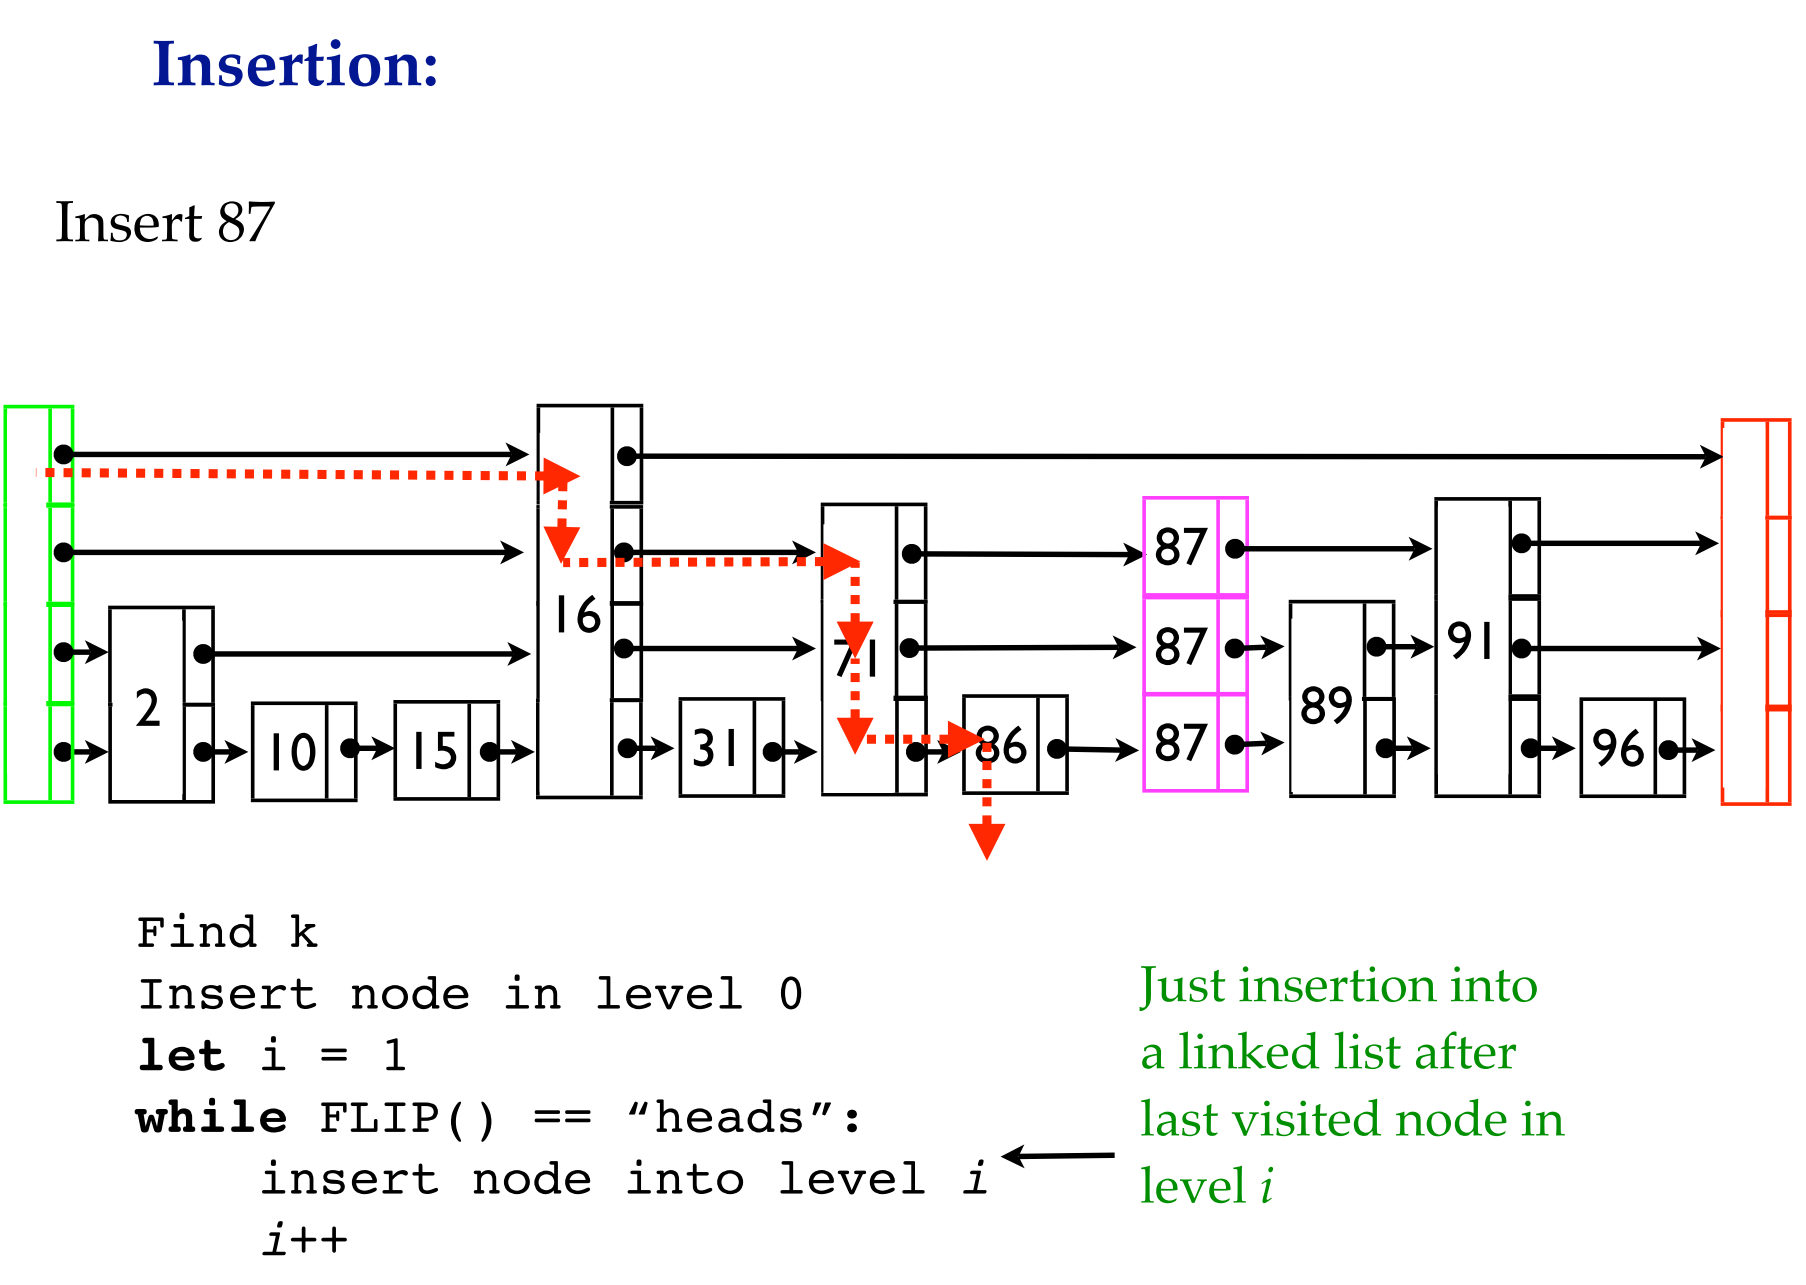 Insertion:
Insert 87
2
10
15
16
31
71
86
87
87
87
89
91
96
Find k
Insert node in level 0
let i = 1
while FLIP() == “heads”:
insert node into level i
i++
Just insertion into
a linked list after
last visited node in
level i